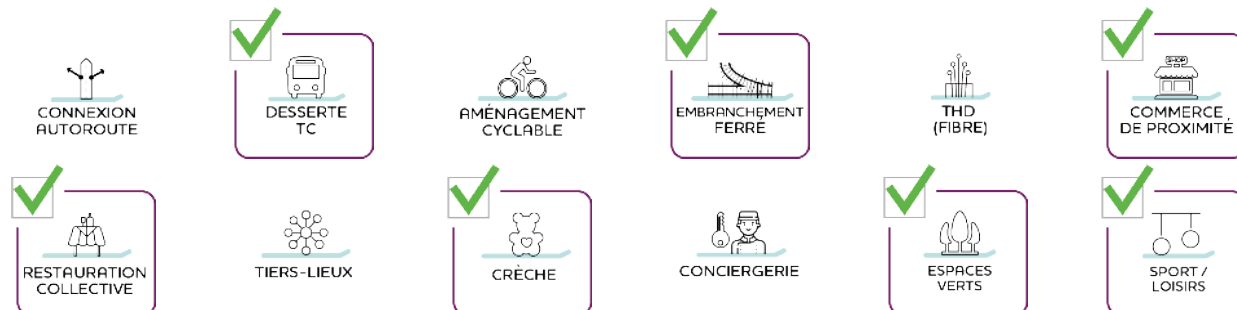 CONNEXION
AUTOROUTE
DESSERTE
TC
AMÉNAGEMENT
CYCLABLE
EMBRANCHEMENT
FERRÉ
THD
(FIBRE)
SHOP
COMMERCE
DE PROXIMITÉ
RESTAURATION
COLLECTIVE
TIERS-LIEUX
CRÈCHE
CONCIERGERIE
ESPACES
VERTS
SPORT /
LOISIRS